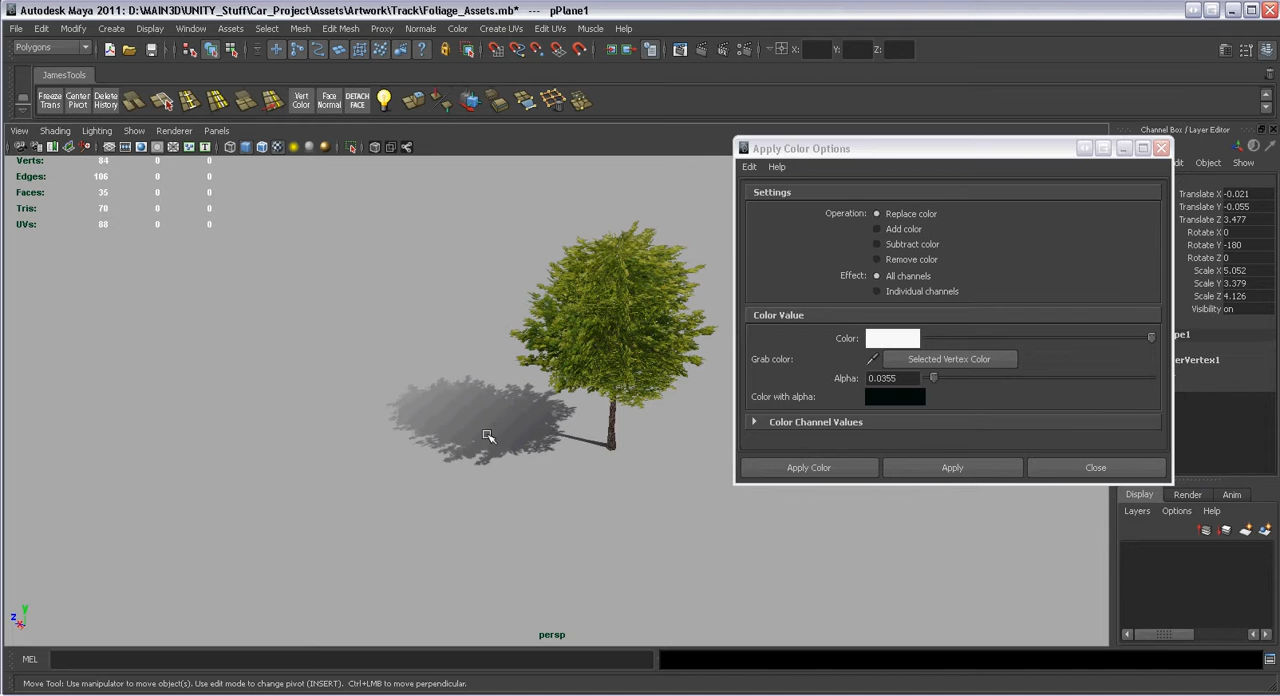 Autodesk Maya 2011: D:\MAIN3D\UNITY_Stuff\Car_Project\Assets\Artwork\Track\Foliage_Assets.mb* --- pPlane1
File Edit Modify Create Display Window Assets Select Mesh Edit Mesh Proxy Normals Color Create UVs Edit UVs Muscle Help
Polygons X: Y: Z:
JamesTools
Freeze Trans Center Pivot Delete History Vert Color Face Normal DETACH FACE
View Shading Lighting Show Renderer Panels
Channel Box / Layer Editor
Verts: 84 0 0
Edges: 106 0 0
Faces: 35 0 0
Tris: 70 0 0
UVs: 88 0 0
Apply Color Options
Edit Help
Settings
Operation: Replace color
Add color
Subtract color
Remove color
Effect: All channels
Individual channels
Color Value
Color:
Grab color: Selected Vertex Color
Alpha: 0.0355
Color with alpha:
Color Channel Values
Apply Color Apply Close
Object Show
Translate X -0.021
Translate Y -0.055
Translate Z 3.477
Rotate X 0
Rotate Y -180
Rotate Z 0
Scale X 5.052
Scale Y 3.379
Scale Z 4.126
Visibility on
Display Render Anim
Layers Options Help
y
z
persp
MEL
Move Tool: Use manipulator to move object(s). Use edit mode to change pivot (INSERT). Ctrl+LMB to move perpendicular.